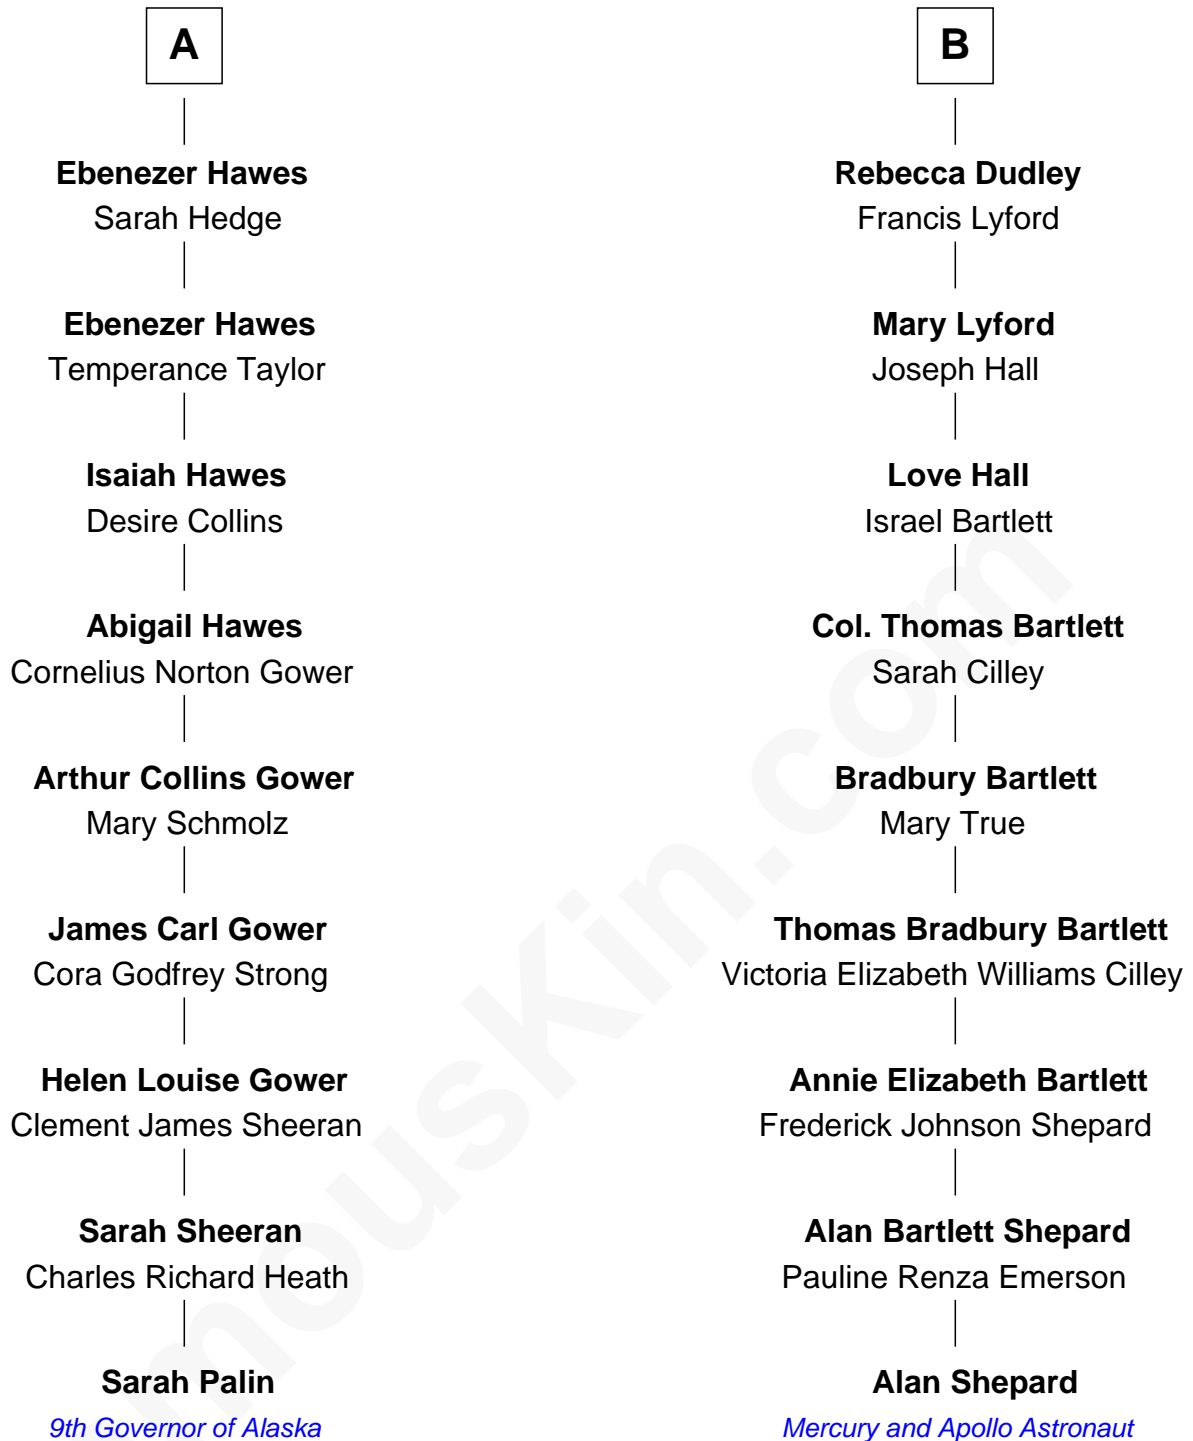 A
Ebenezer Hawes
Sarah Hedge
Ebenezer Hawes
Temperance Taylor
Isaiah Hawes
Desire Collins
Abigail Hawes
Cornelius Norton Gower
Arthur Collins Gower
Mary Schmolz
James Carl Gower
Cora Godfrey Strong
Helen Louise Gower
Clement James Sheeran
Sarah Sheeran
Charles Richard Heath
Sarah Palin
9th Governor of Alaska
B
Rebecca Dudley
Francis Lyford
Mary Lyford
Joseph Hall
Love Hall
Israel Bartlett
Col. Thomas Bartlett
Sarah Cilley
Bradbury Bartlett
Mary True
Thomas Bradbury Bartlett
Victoria Elizabeth Williams Cilley
Annie Elizabeth Bartlett
Frederick Johnson Shepard
Alan Bartlett Shepard
Pauline Renza Emerson
Alan Shepard
Mercury and Apollo Astronaut
mousKin.com